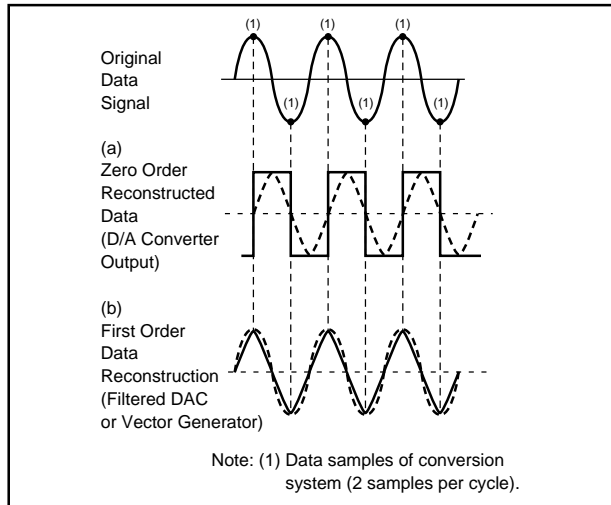 (1) (1) (1)
Original
Data
Signal
(1) (1) (1)
(a)
Zero Order
Reconstructed
Data
(D/A Converter
Output)
(b)
First Order
Data
Reconstruction
(Filtered DAC
or Vector Generator)
Note: (1) Data samples of conversion
system (2 samples per cycle).